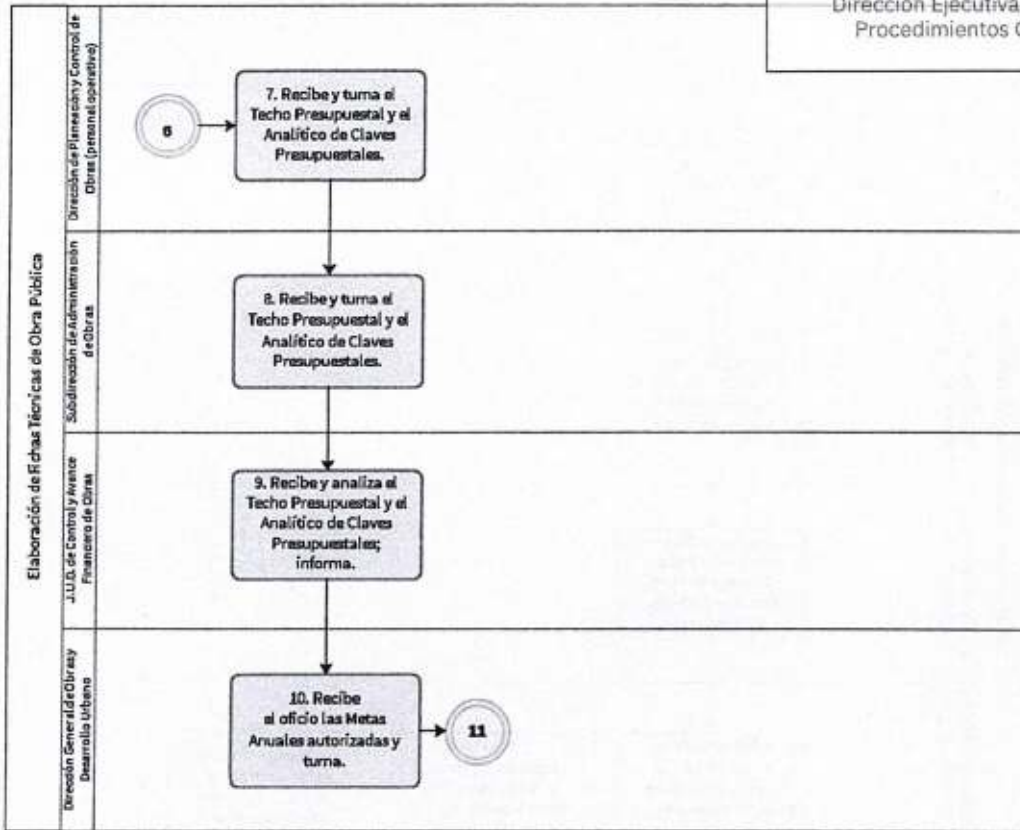 Dirección Ejecutiva
Procedimientos
Elaboración de Fichas Técnicas de Obra Pública
Dirección de Planeación y Control de
Obras (personal operativo)
6
7. Recibe y turna el
Techo Presupuestal y el
Analítico de Claves
Presupuestales.
Subdirección de Administración
de Obras
8. Recibe y turna el
Techo Presupuestal y el
Analítico de Claves
Presupuestales.
J.U.D. de Control y Avance
Financiero de Obras
9. Recibe y analiza el
Techo Presupuestal y el
Analítico de Claves
Presupuestales;
informa.
Dirección General de Obras y
Desarrollo Urbano
10. Recibe
el oficio las Metas
Anuales autorizadas y
turna.
11